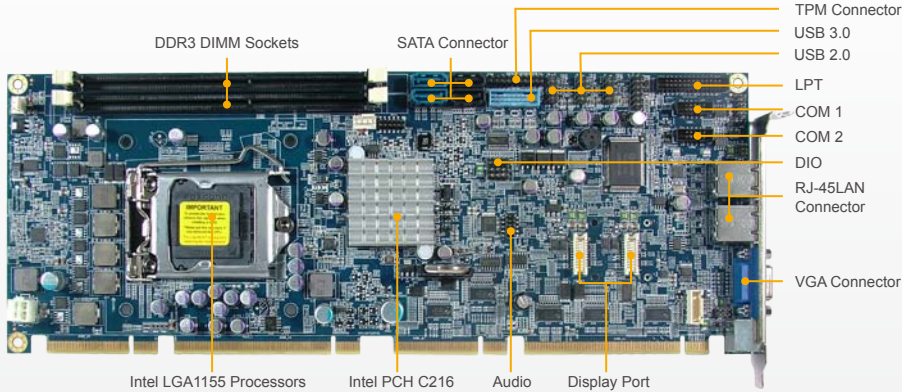 TPM Connector
USB 3.0
DDR3 DIMM Sockets
SATA Connector
USB 2.0
LPT
COM 1
COM 2
DIO
RJ-45LAN
Connector
IMPORTANT
VGA Connector
Intel LGA1155 Processors
Intel PCH C216
Audio
Display Port